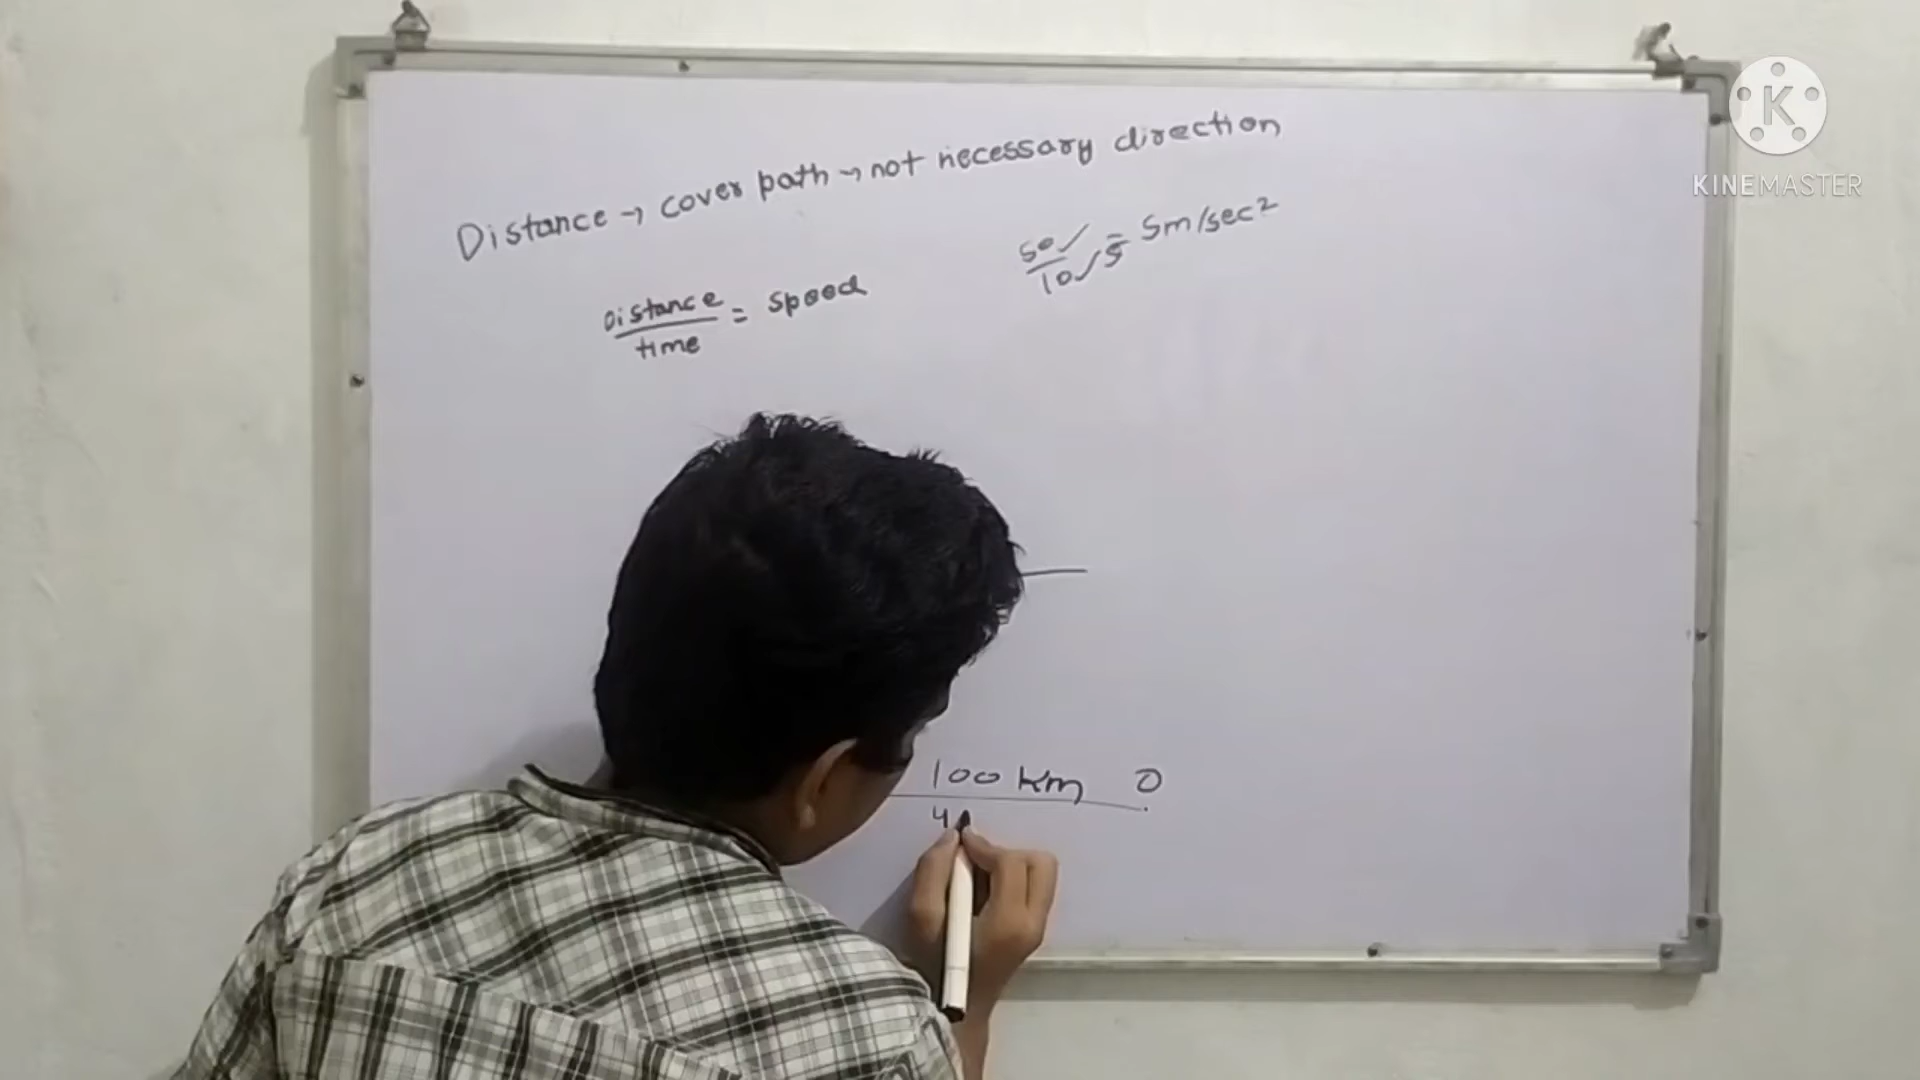 Distance → cover path → not necessary direction
Distance / time = speed
50 / 10 = 5 5m/sec²
100 Km 0
4
K
KINEMASTER